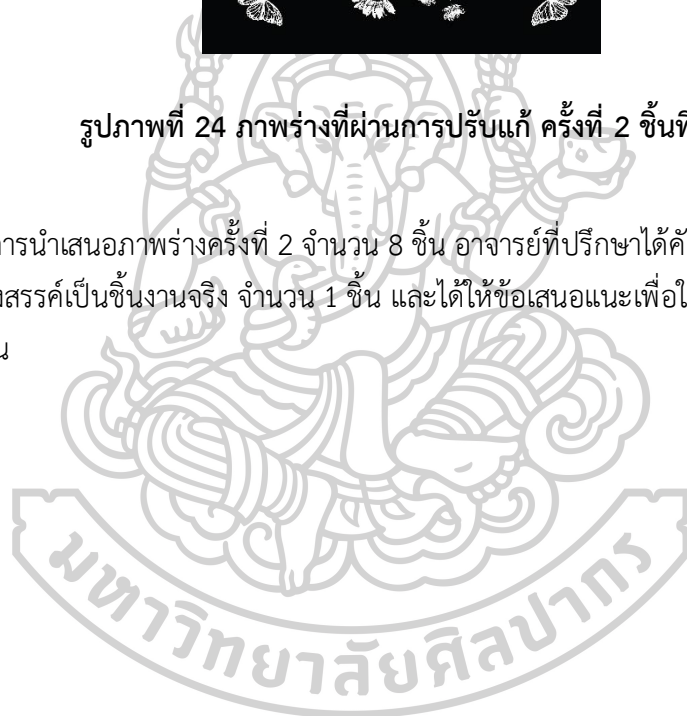 รูปภาพที่ 24 ภาพร่างที่ผ่านการปรับแก้ ครั้งที่ 2 ชิ้นที
ารนำเสนอภาพร่างครั้งที่ 2 จำนวน 8 ชิ้น อาจารย์ที่ปรึกษาได้คั
งสรรค์เป็นชิ้นงานจริง จำนวน 1 ชิ้น และได้ให้ข้อเสนอแนะเพื่อใ
น
มหาวิทยาลัยศิลปากร